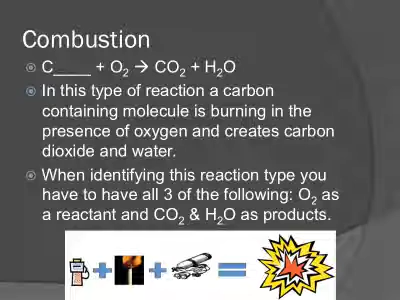 Combustion
C____ + O₂ → CO₂ + H₂O
In this type of reaction a carbon
containing molecule is burning in the
presence of oxygen and creates carbon
dioxide and water.
When identifying this reaction type you
have to have all 3 of the following: O₂ as
a reactant and CO₂ & H₂O as products.